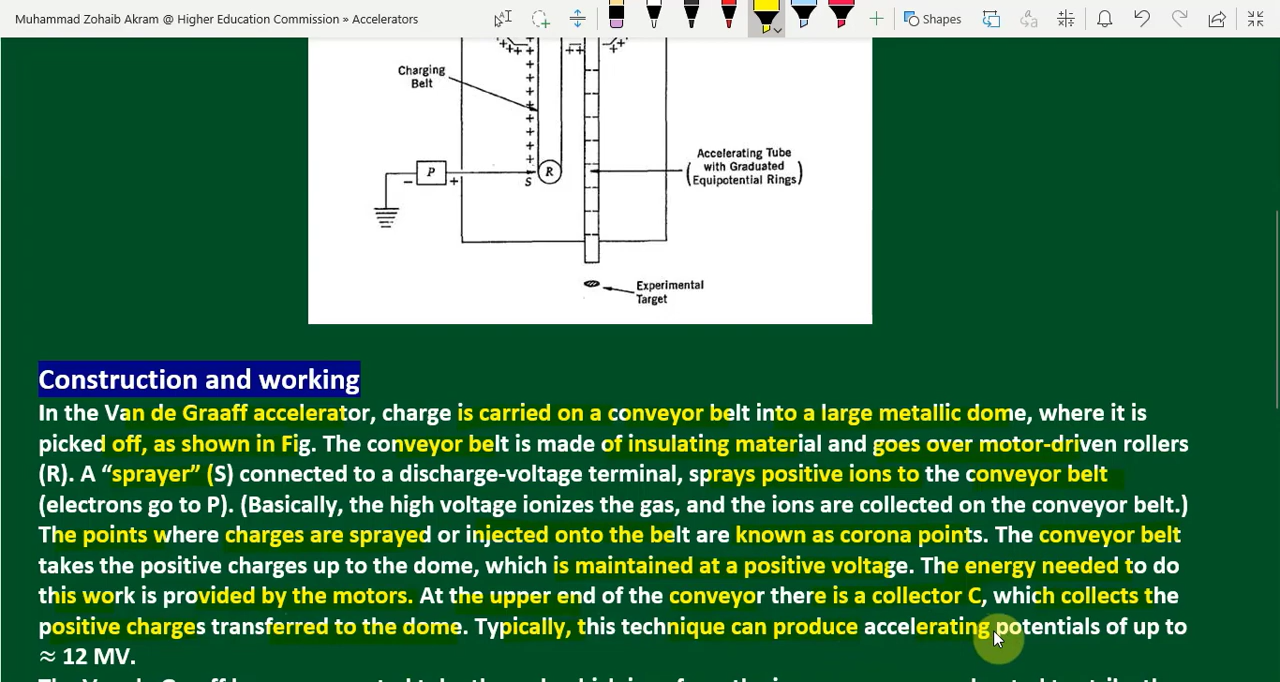 Muhammad Zohaib Akram @ Higher Education Commission » Accelerators
Shapes
+++ ++ ++
Charging
Belt
+
+
+
+
+
+
+
+
P
R
− +
S
Accelerating Tube
with Graduated
Equipotential Rings
Experimental
Target
Construction and working
In the Van de Graaff accelerator, charge is carried on a conveyor belt into a large metallic dome, where it is
picked off, as shown in Fig. The conveyor belt is made of insulating material and goes over motor-driven rollers
(R). A “sprayer” (S) connected to a discharge-voltage terminal, sprays positive ions to the conveyor belt
(electrons go to P). (Basically, the high voltage ionizes the gas, and the ions are collected on the conveyor belt.)
The points where charges are sprayed or injected onto the belt are known as corona points. The conveyor belt
takes the positive charges up to the dome, which is maintained at a positive voltage. The energy needed to do
this work is provided by the motors. At the upper end of the conveyor there is a collector C, which collects the
positive charges transferred to the dome. Typically, this technique can produce accelerating potentials of up to
≈ 12 MV.